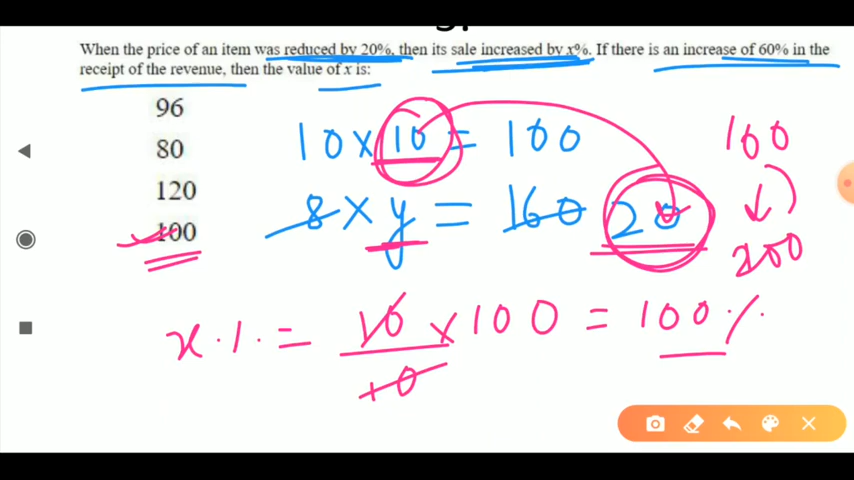 When the price of an item was reduced by 20%, then its sale increased by x%. If there is an increase of 60% in the
receipt of the revenue, then the value of x is:
96
80
120
100
10 × 10 = 100
8 × y = 160 20
100
200
x % = 10/10 × 100 = 100 %